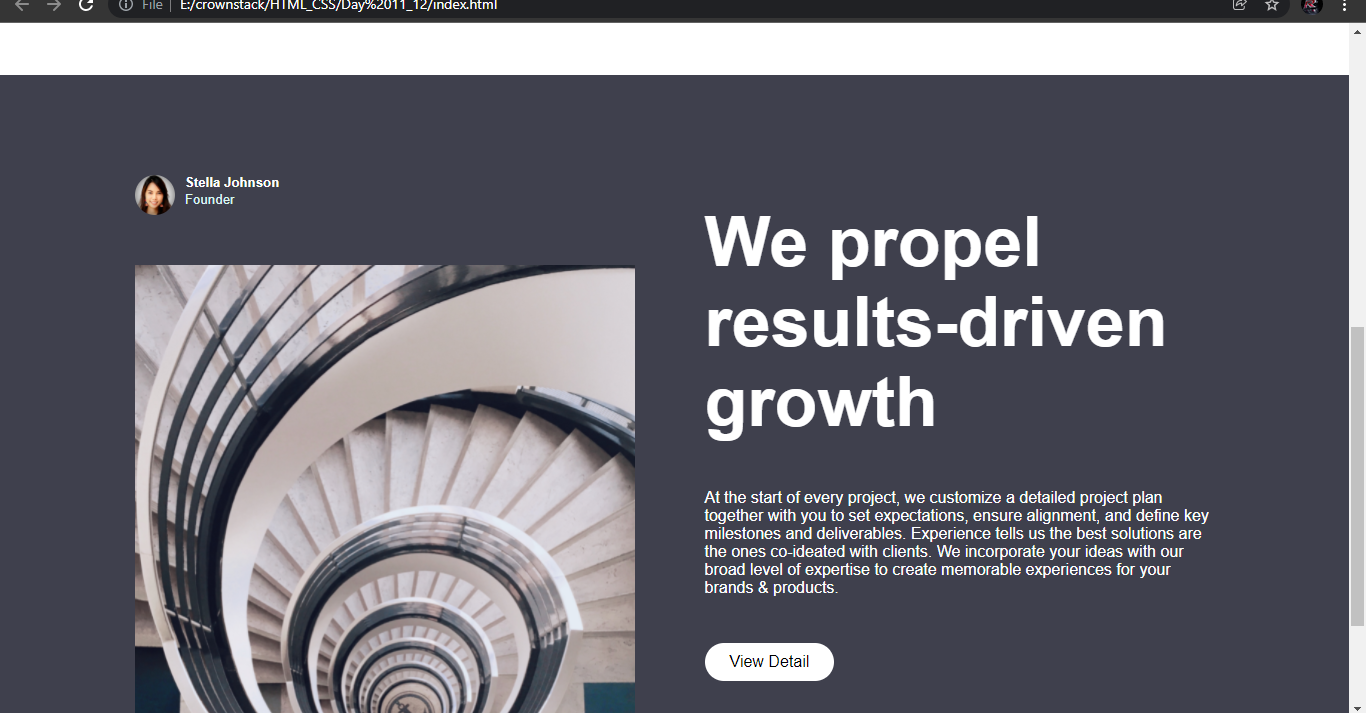 File | E:/crownstack/HTML_CSS/Day%2011_12/index.html
Stella Johnson
Founder
We propel
results-driven
growth
At the start of every project, we customize a detailed project plan
together with you to set expectations, ensure alignment, and define key
milestones and deliverables. Experience tells us the best solutions are
the ones co-ideated with clients. We incorporate your ideas with our
broad level of expertise to create memorable experiences for your
brands & products.
View Detail